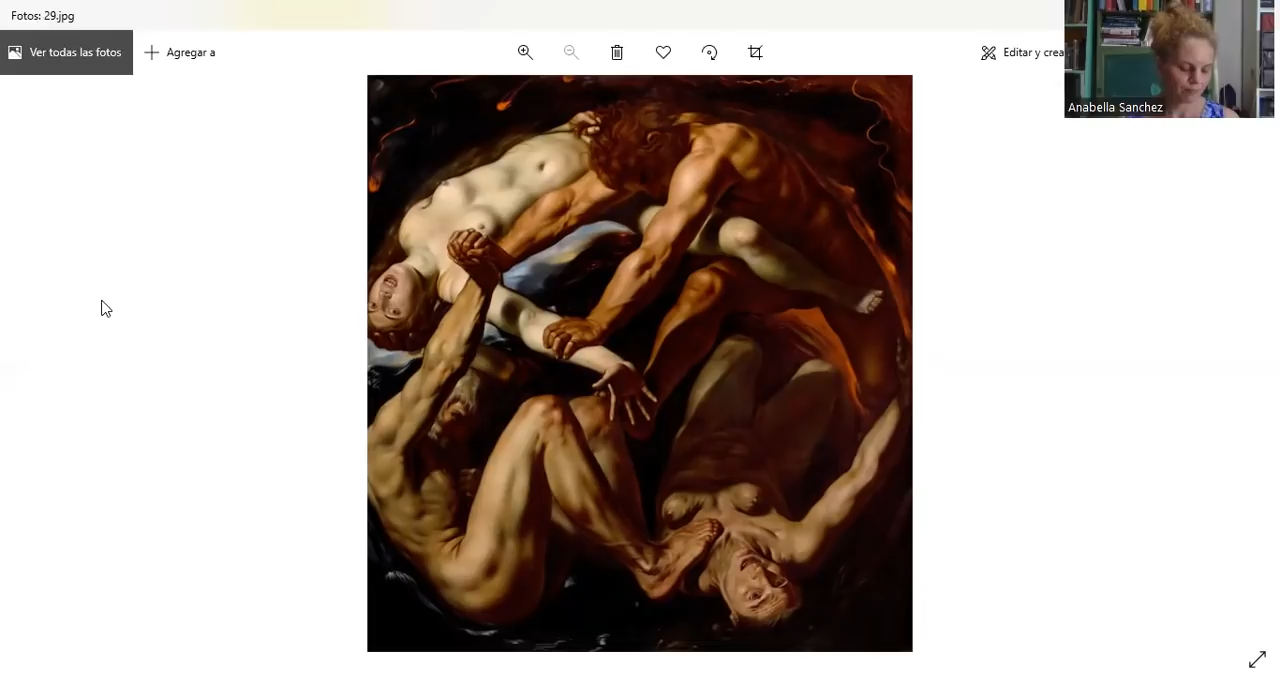 Fotos: 29.jpg
Ver todas las fotos
Agregar a
Editar y crea
Anabella Sanchez